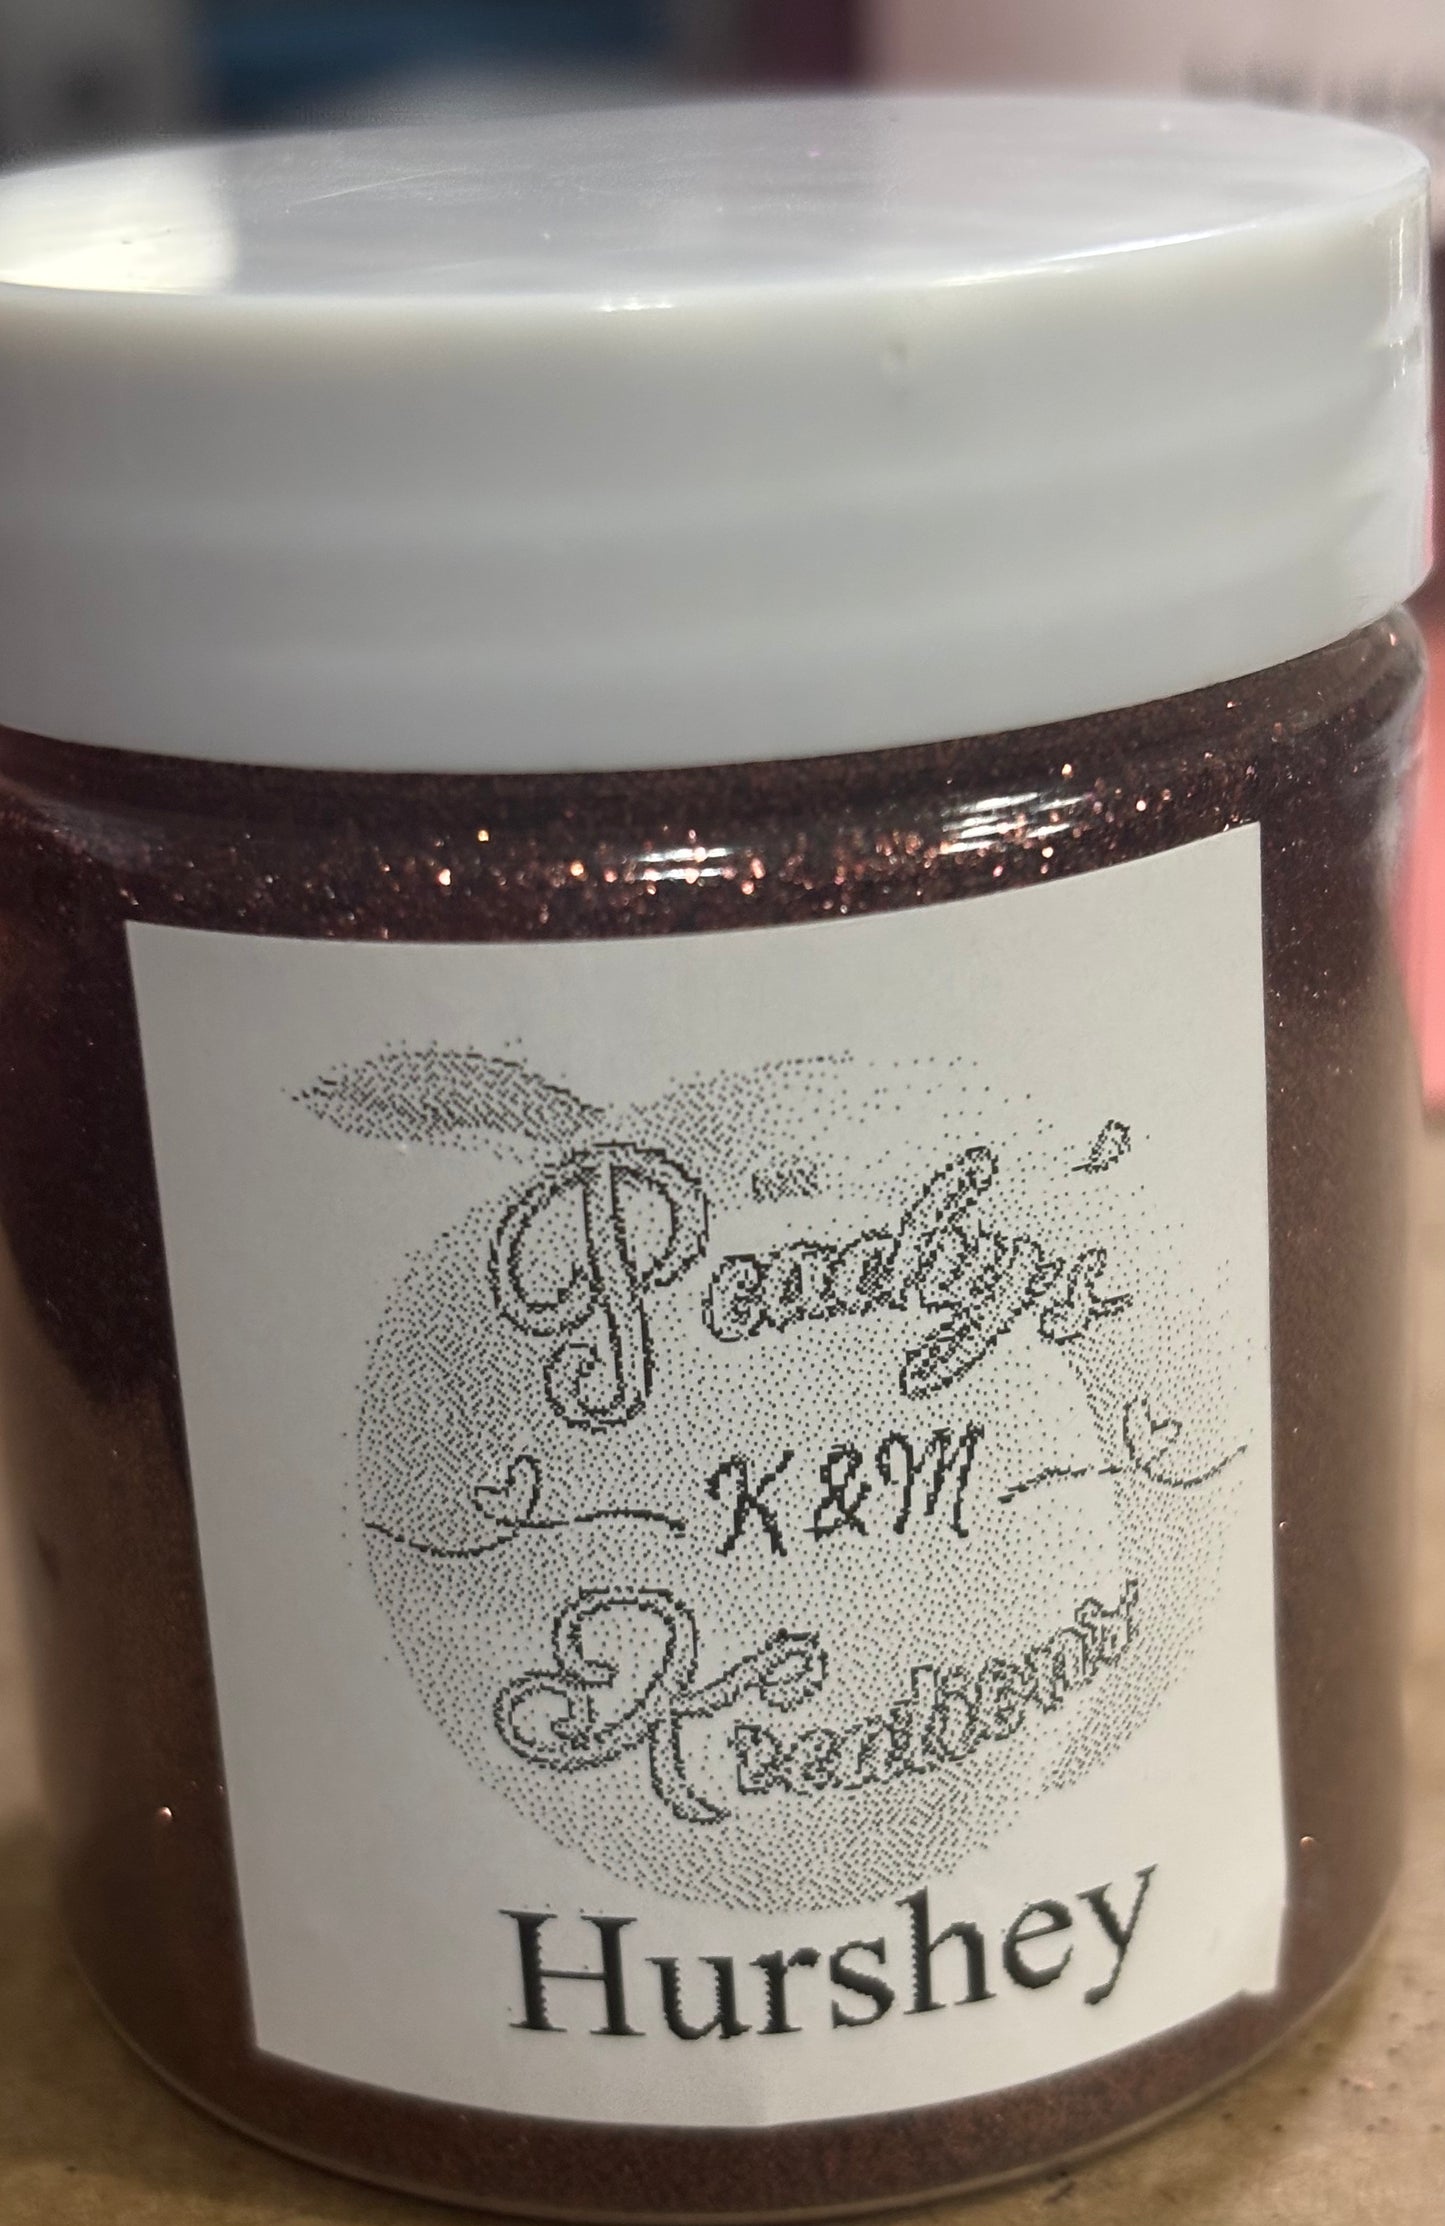 Peachy's
K & M
Kreations
Hurshey